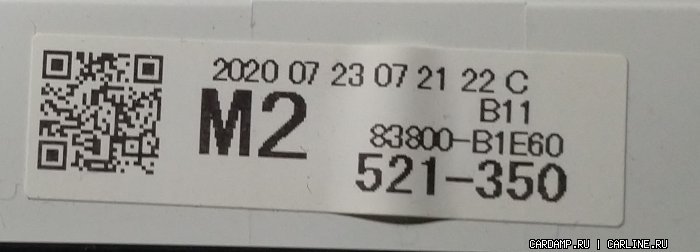 2020 07 23 07 21 22 C
B11
M2
83800-B1E60
521-350
CARDAMP.RU | CARLINE.RU